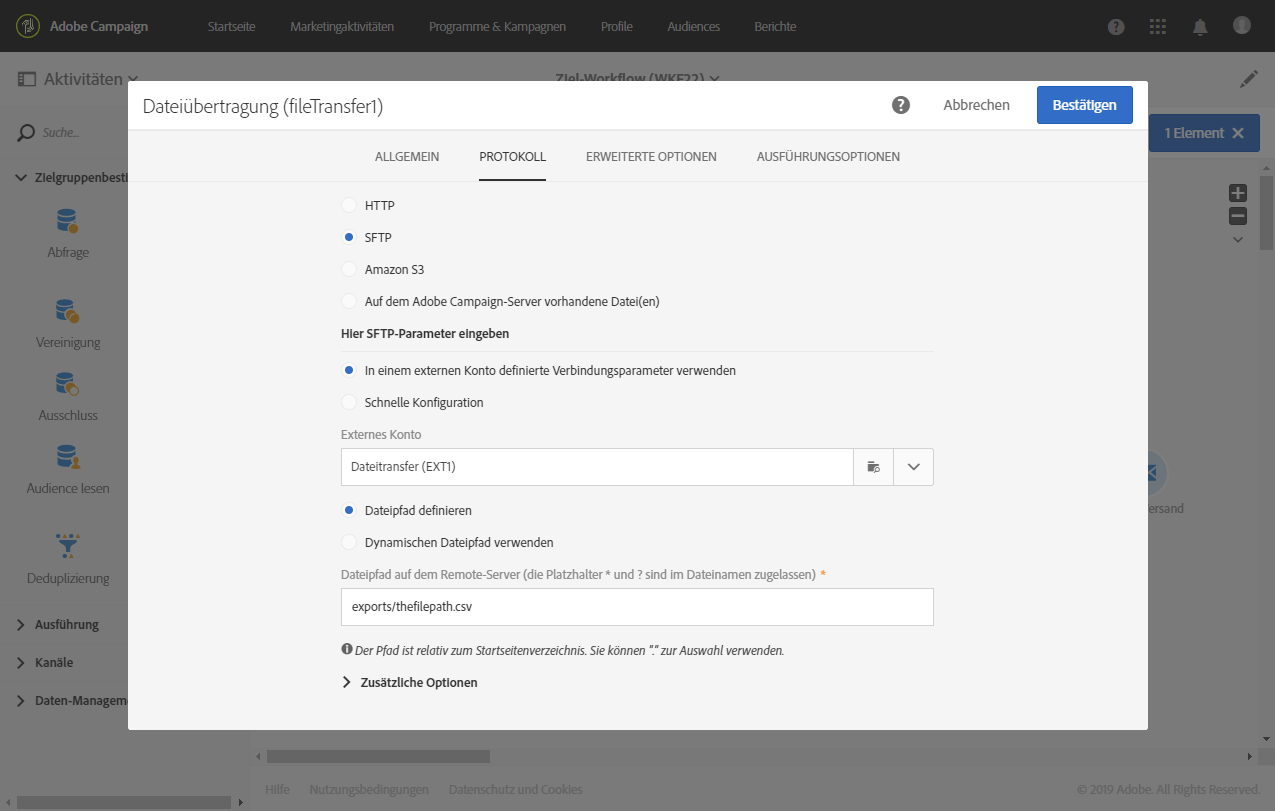 Adobe Campaign Startseite Marketingaktivitäten Programme & Kampagnen Profile Audiences Berichte
Aktivitäten
Ziel-Workflow (WKF22)
Dateiübertragung (fileTransfer1)
Abbrechen
Bestätigen
Suche...
1 Element
ALLGEMEIN PROTOKOLL ERWEITERTE OPTIONEN AUSFÜHRUNGSOPTIONEN
Zielgruppenbesti
Abfrage
Vereinigung
Ausschluss
Audience lesen
Deduplizierung
Ausführung
Kanäle
Daten-Manageme
HTTP
SFTP
Amazon S3
Auf dem Adobe Campaign-Server vorhandene Datei(en)
Hier SFTP-Parameter eingeben
In einem externen Konto definierte Verbindungsparameter verwenden
Schnelle Konfiguration
Externes Konto
Dateitransfer (EXT1)
Dateipfad definieren
Dynamischen Dateipfad verwenden
Dateipfad auf dem Remote-Server (die Platzhalter * und ? sind im Dateinamen zugelassen) *
exports/thefilepath.csv
Der Pfad ist relativ zum Startseitenverzeichnis. Sie können "." zur Auswahl verwenden.
Zusätzliche Optionen
ersand
Hilfe Nutzungsbedingungen Datenschutz und Cookies
© 2019 Adobe. All Rights Reserved.